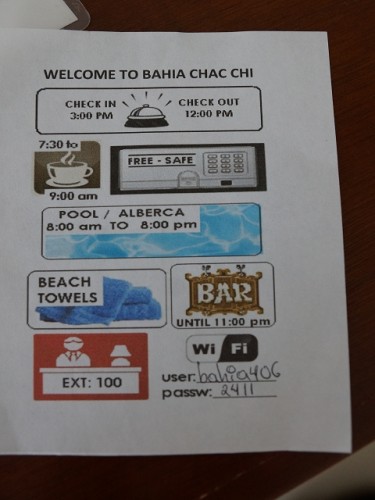 WELCOME TO BAHIA CHAC CHI
CHECK IN
3:00 PM
CHECK OUT
12:00 PM
7:30 to
9:00 am
FREE - SAFE
POOL / ALBERCA
8:00 am TO 8:00 pm
BEACH
TOWELS
BAR
UNTIL 11:00 pm
EXT: 100
Wi Fi
user: bahia406
passw: 2411